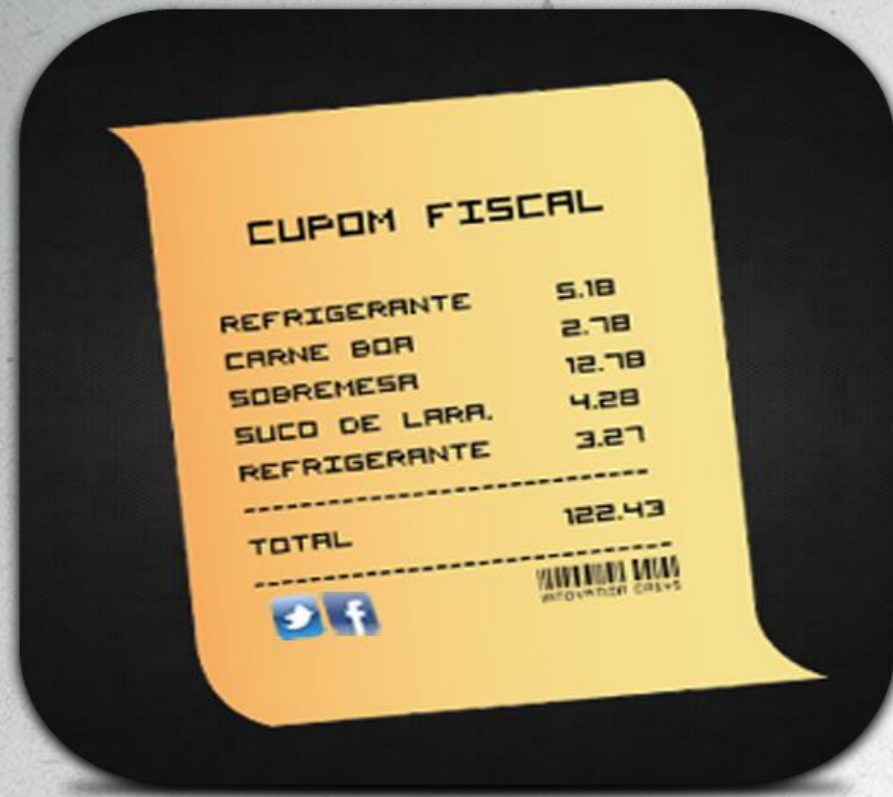 CUPOM FISCAL
REFRIGERANTE 5.18
CARNE BOA 2.78
SOBREMESA 12.78
SUCO DE LARA. 4.28
REFRIGERANTE 3.27
------------------------------
TOTAL 122.43
------------------------------